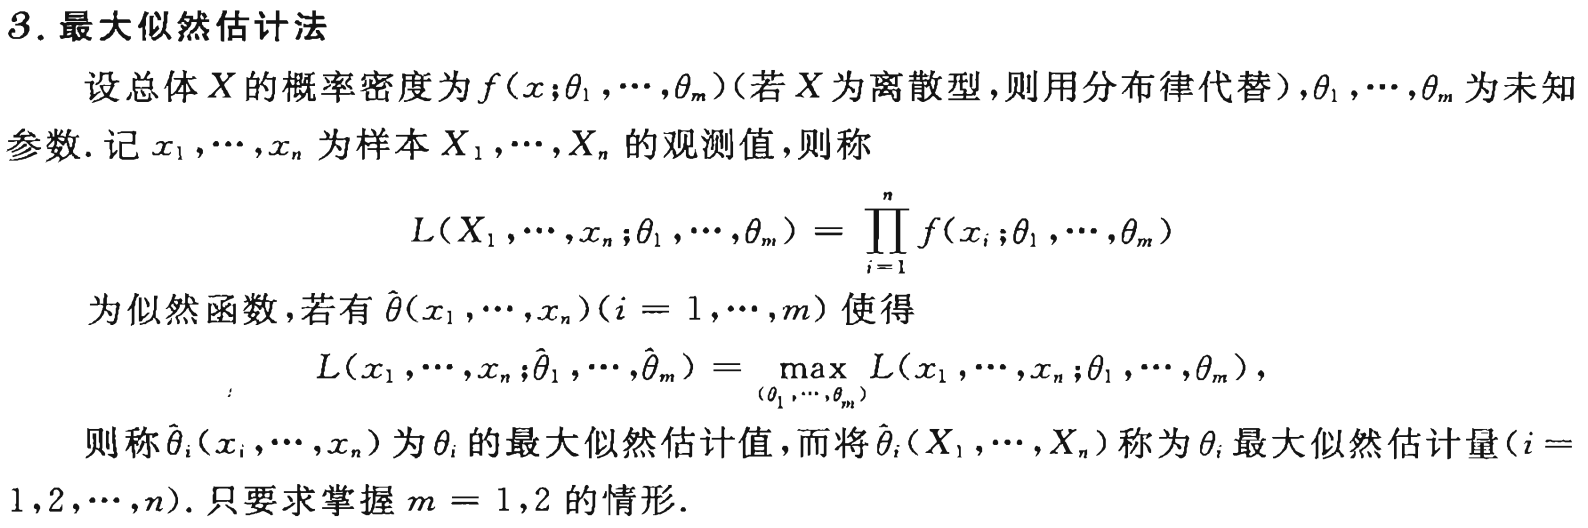 3. 最大似然估计法
设总体 X 的概率密度为 f(x;θ₁,⋯,θₘ)(若 X 为离散型,则用分布律代替),θ₁,⋯,θₘ 为未知
参数. 记 x₁,⋯,xₙ 为样本 X₁,⋯,Xₙ 的观测值,则称
L(X₁,⋯,xₙ;θ₁,⋯,θₘ) = ∏ᵢ₌₁ⁿ f(xᵢ;θ₁,⋯,θₘ)
为似然函数,若有 θ̂(x₁,⋯,xₙ)(i = 1,⋯,m) 使得
L(x₁,⋯,xₙ;θ̂₁,⋯,θ̂ₘ) = max_(θ₁,⋯,θₘ) L(x₁,⋯,xₙ;θ₁,⋯,θₘ),
则称 θ̂ᵢ(xᵢ,⋯,xₙ) 为 θᵢ 的最大似然估计值,而将 θ̂ᵢ(X₁,⋯,Xₙ) 称为 θᵢ 最大似然估计量(i =
1,2,⋯,n). 只要求掌握 m = 1,2 的情形.